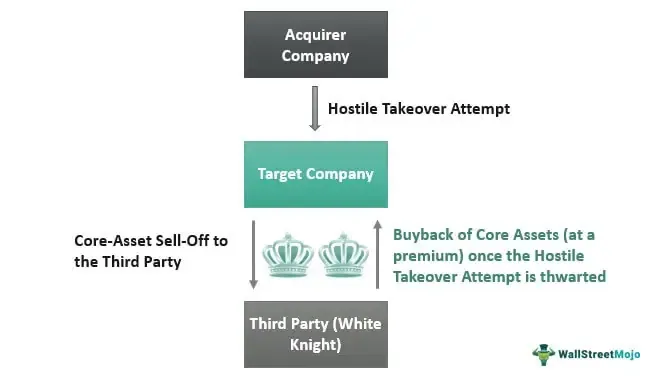 Acquirer
Company
Hostile Takeover Attempt
Target Company
Core-Asset Sell-Off to
the Third Party
Buyback of Core Assets (at a
premium) once the Hostile
Takeover Attempt is thwarted
Third Party (White
Knight)
WallStreetMojo